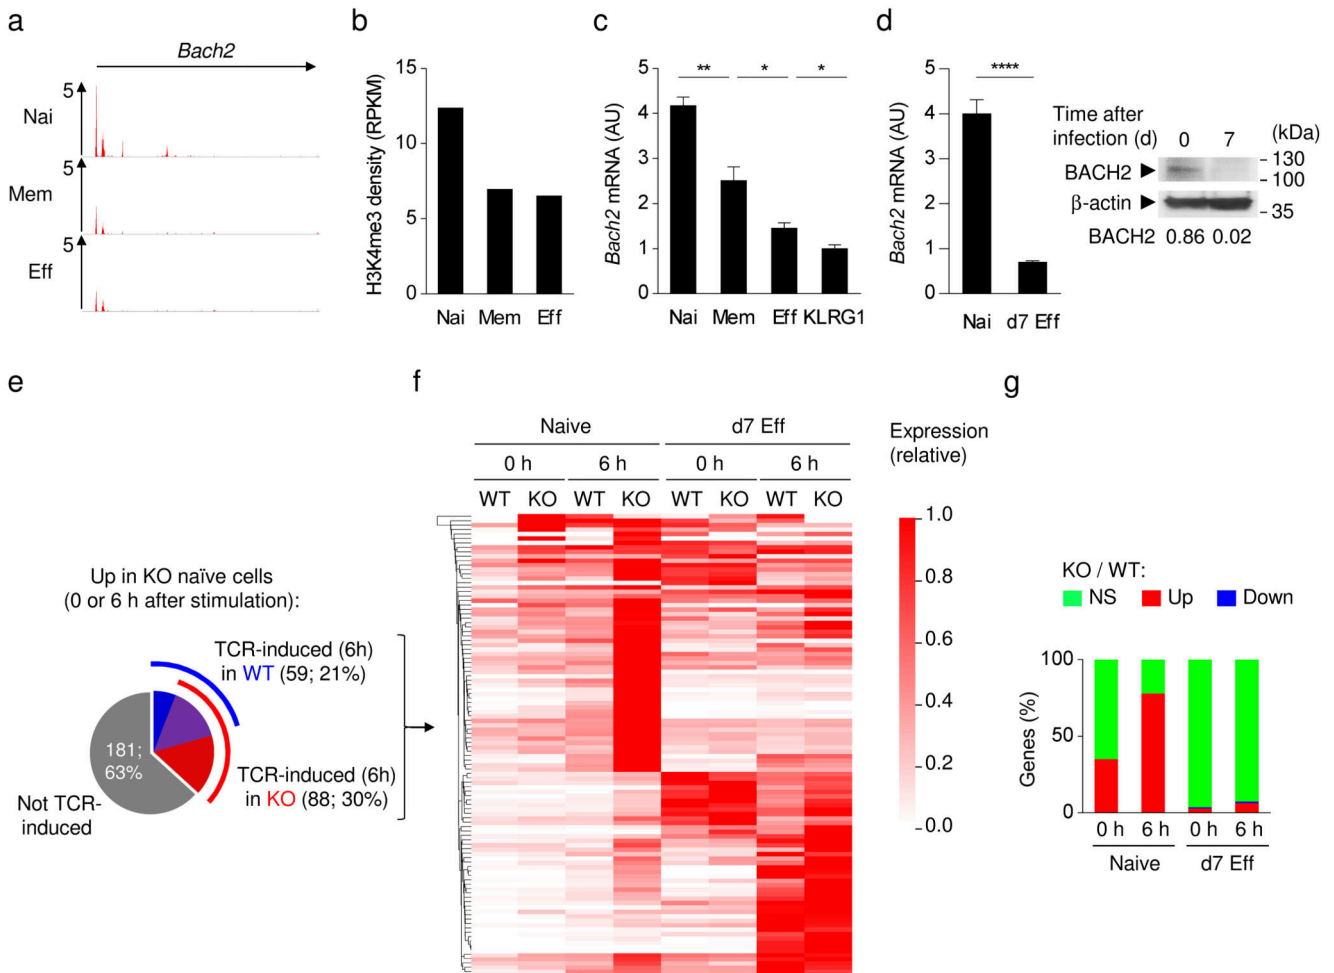 a
Bach2
5
Nai
5
Mem
5
Eff
b
H3K4me3 density (RPKM)
15
10
5
0
Nai Mem Eff
c
Bach2 mRNA (AU)
5
4
3
2
1
0
** * *
Nai Mem Eff KLRG1
d
Bach2 mRNA (AU)
5
4
3
2
1
0
****
Nai d7 Eff
Time after
infection (d) 0 7 (kDa)
BACH2 130
100
β-actin 35
BACH2 0.86 0.02
e
Up in KO naïve cells
(0 or 6 h after stimulation):
TCR-induced (6h)
in WT (59; 21%)
181;
63%
TCR-induced (6h)
in KO (88; 30%)
Not TCR-
induced
f
Naive d7 Eff
0 h 6 h 0 h 6 h
WT KO WT KO WT KO WT KO
Expression
(relative)
1.0
0.8
0.6
0.4
0.2
0.0
g
KO / WT:
NS Up Down
Genes (%)
100
50
0
0 h 6 h 0 h 6 h
Naive d7 Eff